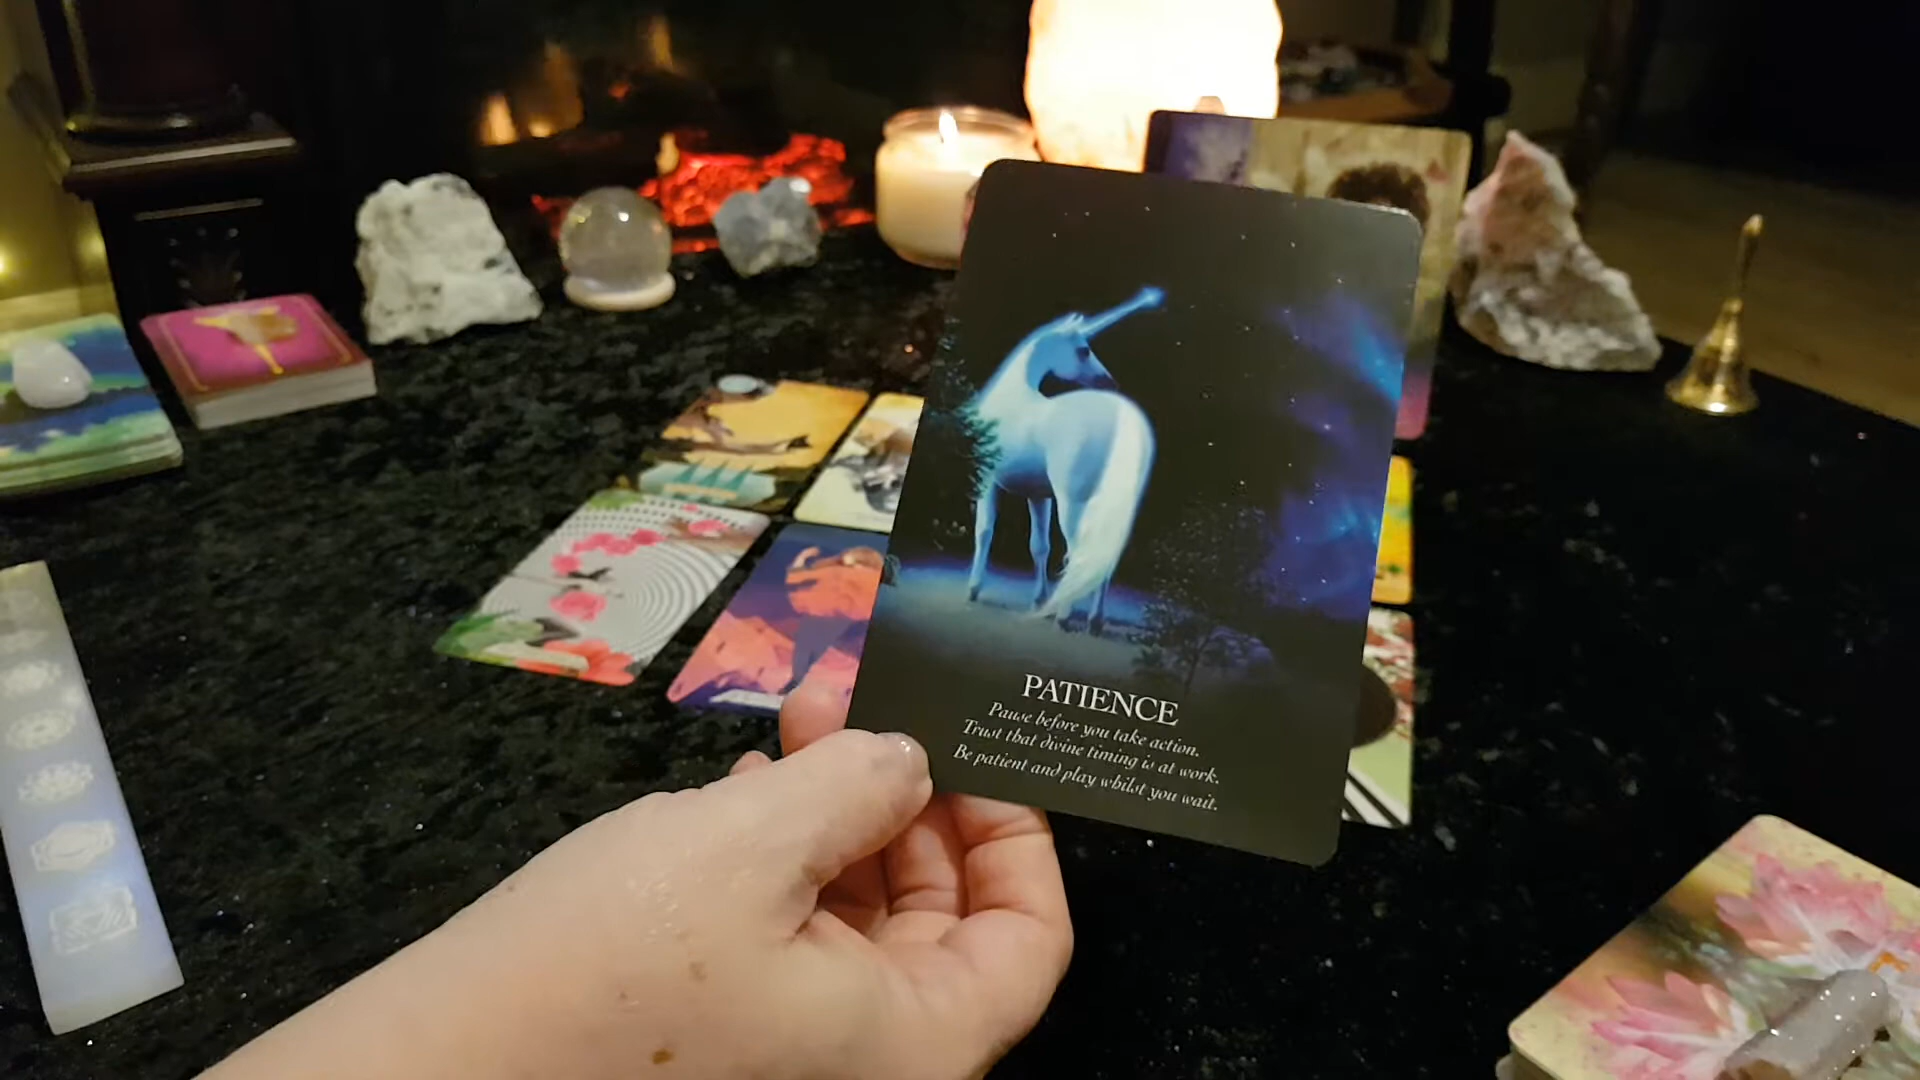 PATIENCE
Pause before you take action.
Trust that divine timing is at work.
Be patient and play whilst you wait.